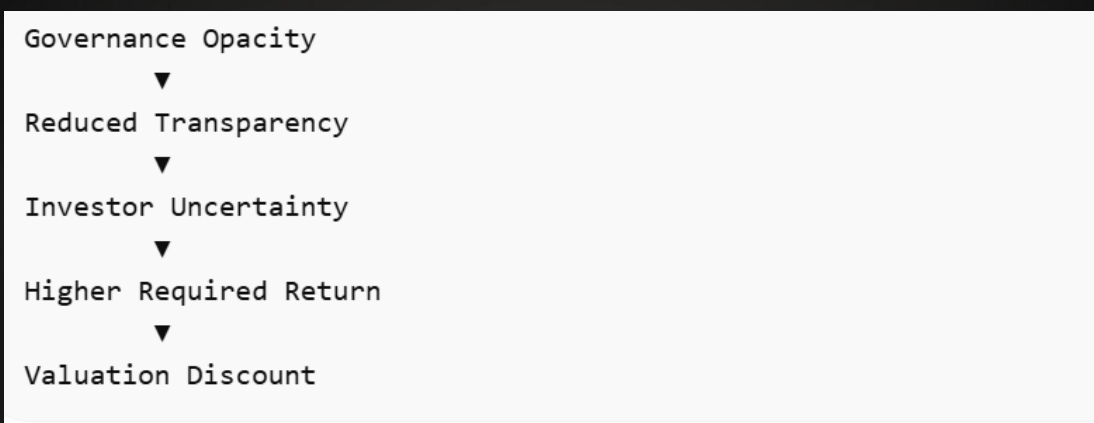 Governance Opacity
▼
Reduced Transparency
▼
Investor Uncertainty
▼
Higher Required Return
▼
Valuation Discount